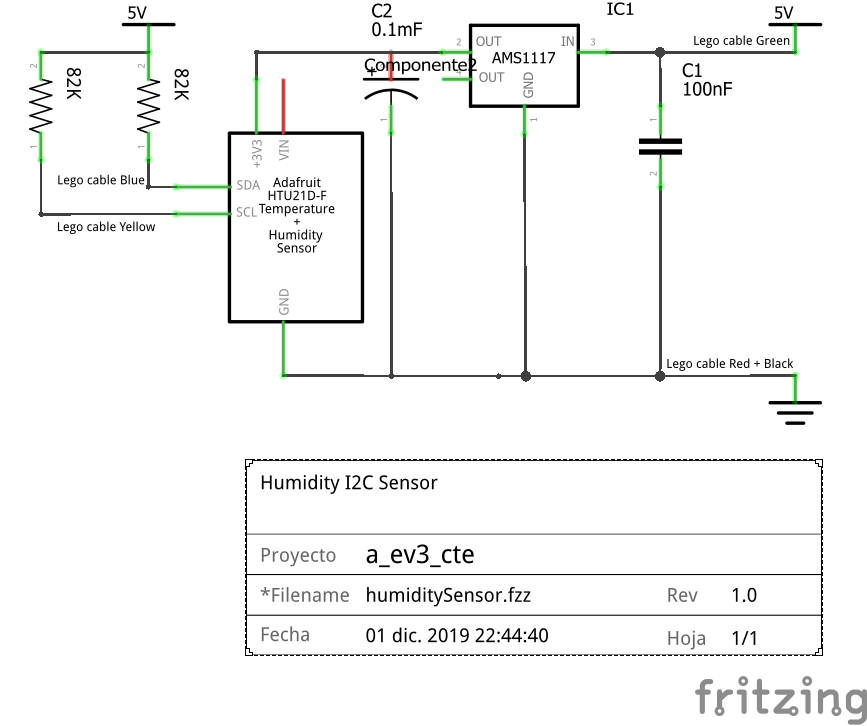 5V
C2
0.1mF
IC1
5V
2
OUT
IN
3
Lego cable Green
AMS1117
Componente2
+
OUT
GND
C1
100nF
2
82K
2
82K
1
1
1
1
1
2
+3V3
VIN
Lego cable Blue
SDA
Adafruit
HTU21D-F
SCL
Temperature
+
Humidity
Sensor
Lego cable Yellow
GND
Lego cable Red + Black
Humidity I2C Sensor
Proyecto
a_ev3_cte
*Filename
humiditySensor.fzz
Rev
1.0
Fecha
01 dic. 2019 22:44:40
Hoja
1/1
fritzing